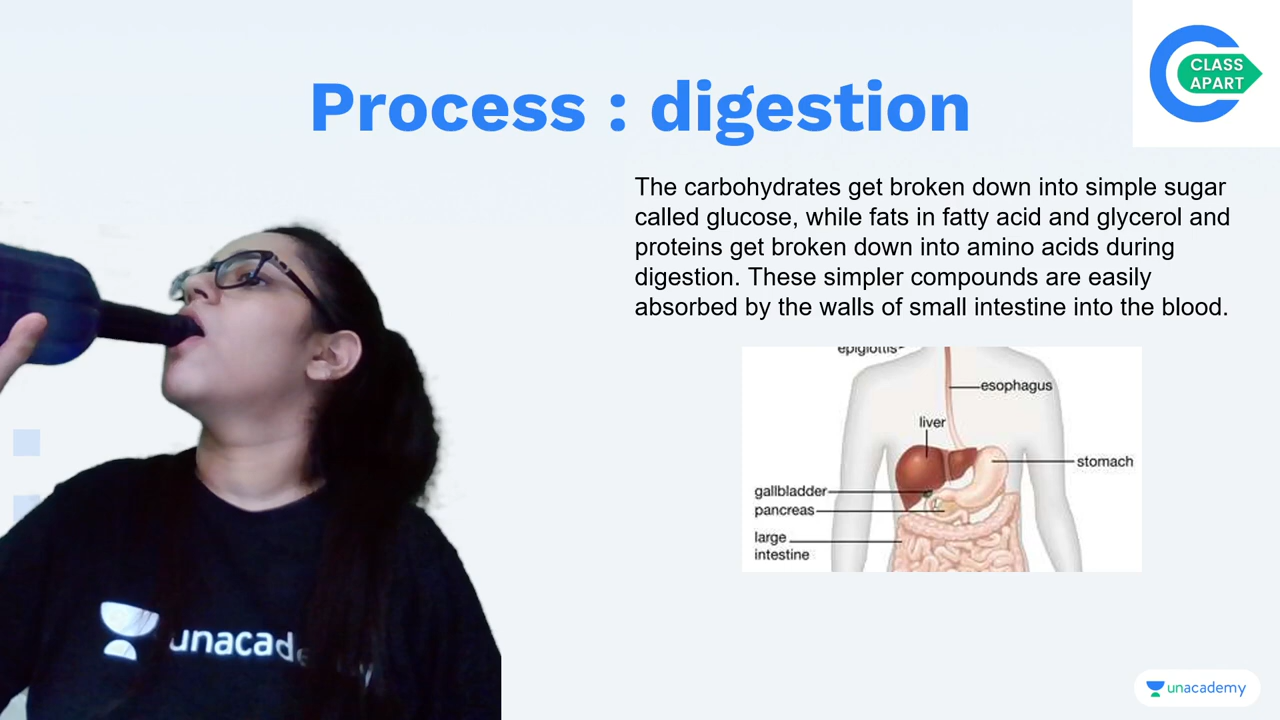 CLASS
APART
Process : digestion
The carbohydrates get broken down into simple sugar
called glucose, while fats in fatty acid and glycerol and
proteins get broken down into amino acids during
digestion. These simpler compounds are easily
absorbed by the walls of small intestine into the blood.
epiglottis
esophagus
liver
stomach
gallbladder
pancreas
large
intestine
unacademy
unacademy